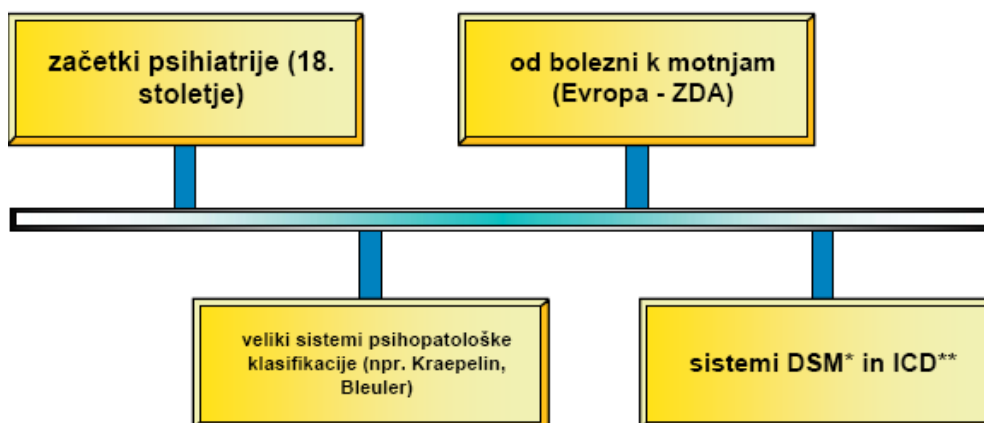 začetki psihiatrije (18.
stoletje)
od bolezni k motnjam
(Evropa - ZDA)
veliki sistemi psihopatološke
klasifikacije (npr. Kraepelin,
Bleuler)
sistemi DSM* in ICD**